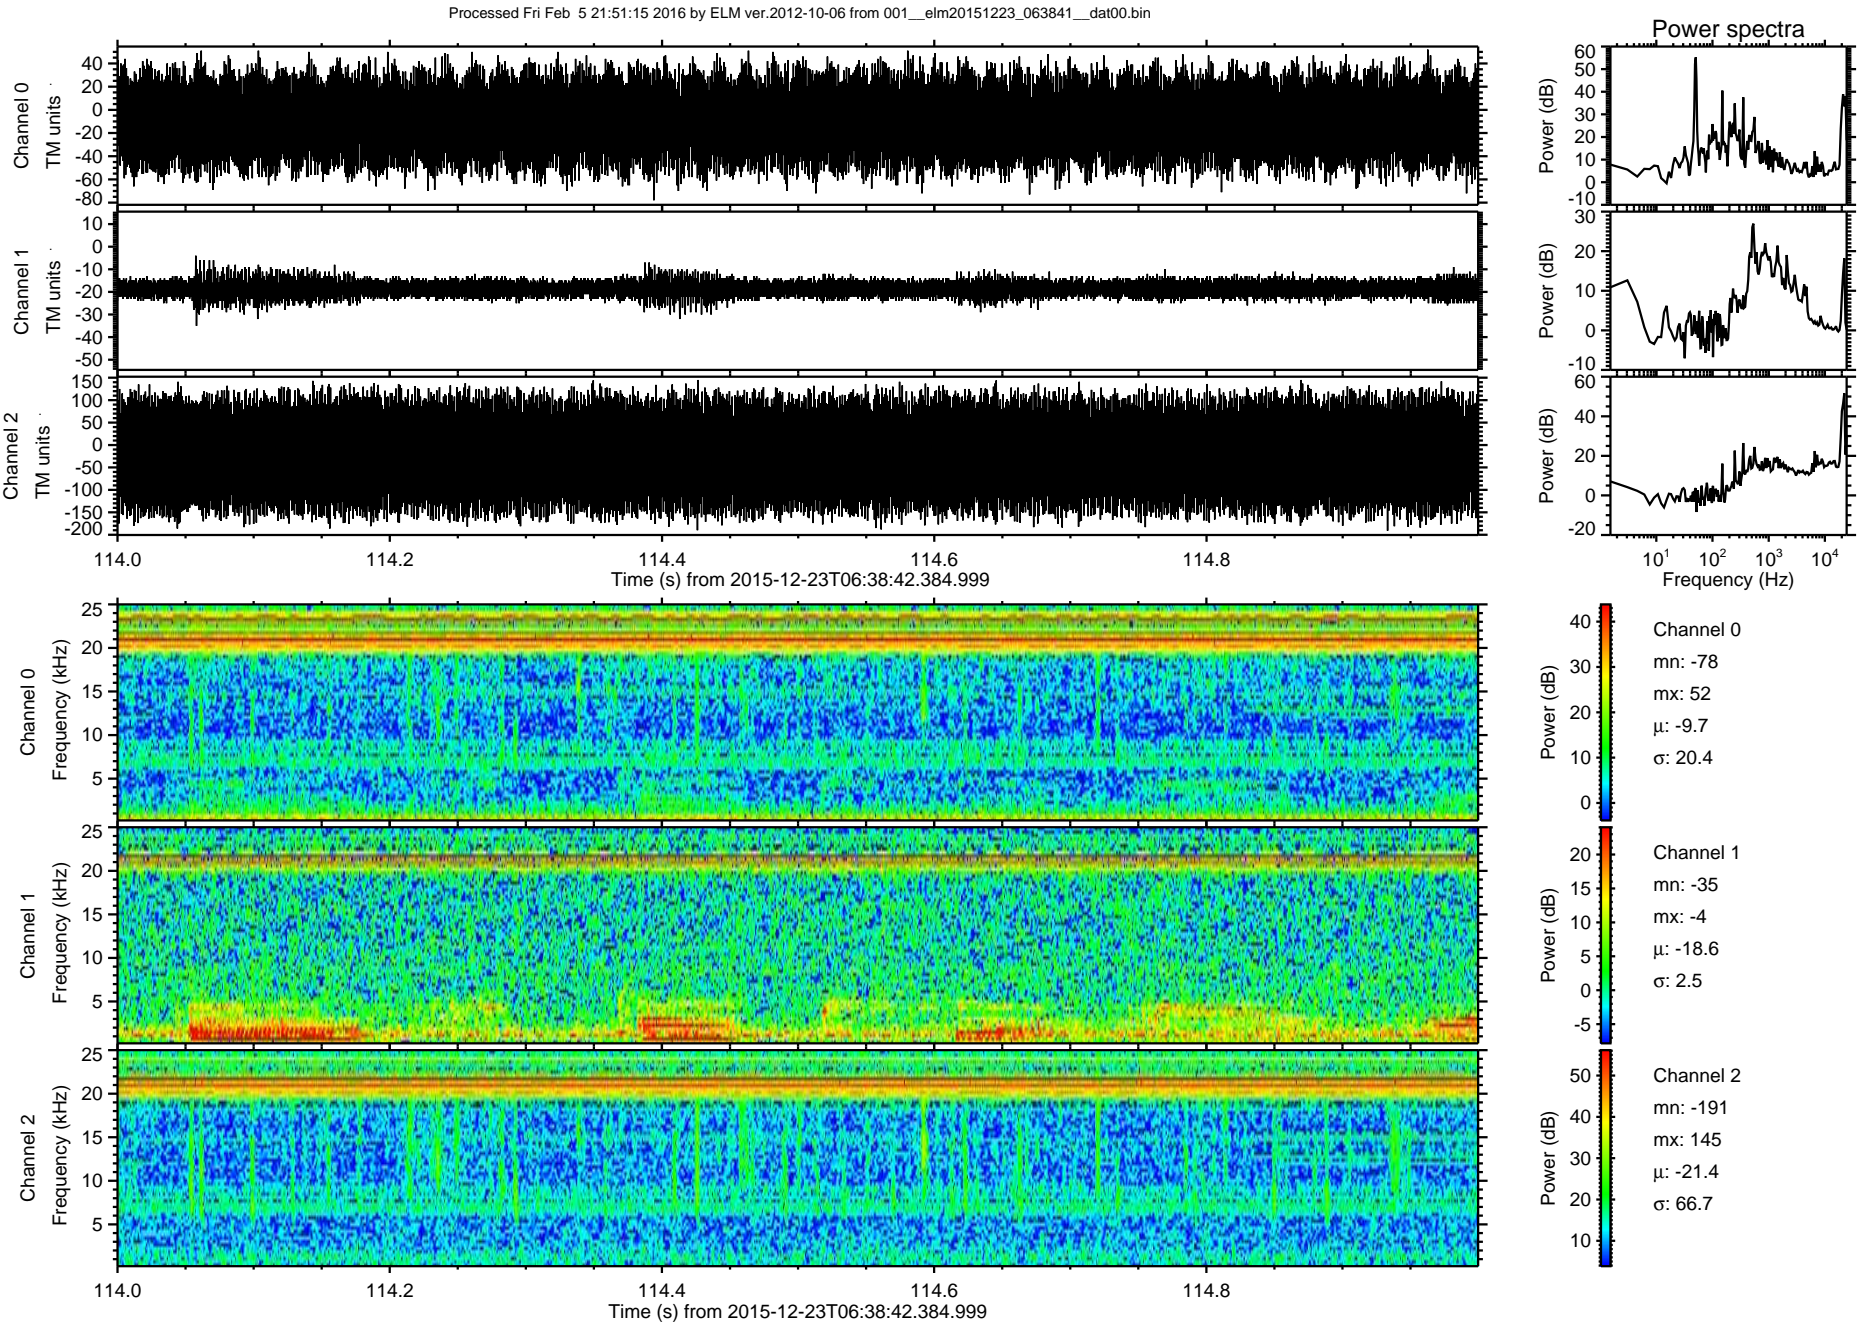 Processed Fri Feb 5 21:51:15 2016 by ELM ver.2012-10-06 from 001__elm20151223_063841__dat00.bin
Power spectra
Channel 0
TM units
40
20
0
-20
-40
-60
-80
Power (dB)
60
50
40
30
20
10
0
-10
Channel 1
TM units
10
0
-10
-20
-30
-40
-50
Power (dB)
30
20
10
0
-10
Channel 2
TM units
150
100
50
0
-50
-100
-150
-200
Power (dB)
60
40
20
0
-20
114.0 114.2 114.4 114.6 114.8
Time (s) from 2015-12-23T06:38:42.384.999
10¹ 10² 10³ 10⁴
Frequency (Hz)
Channel 0
Frequency (kHz)
25
20
15
10
5
Power (dB)
40
30
20
10
0
Channel 0
mn: -78
mx: 52
µ: -9.7
σ: 20.4
Channel 1
Frequency (kHz)
25
20
15
10
5
Power (dB)
20
15
10
5
0
-5
Channel 1
mn: -35
mx: -4
µ: -18.6
σ: 2.5
Channel 2
Frequency (kHz)
25
20
15
10
5
Power (dB)
50
40
30
20
10
Channel 2
mn: -191
mx: 145
µ: -21.4
σ: 66.7
114.0 114.2 114.4 114.6 114.8
Time (s) from 2015-12-23T06:38:42.384.999